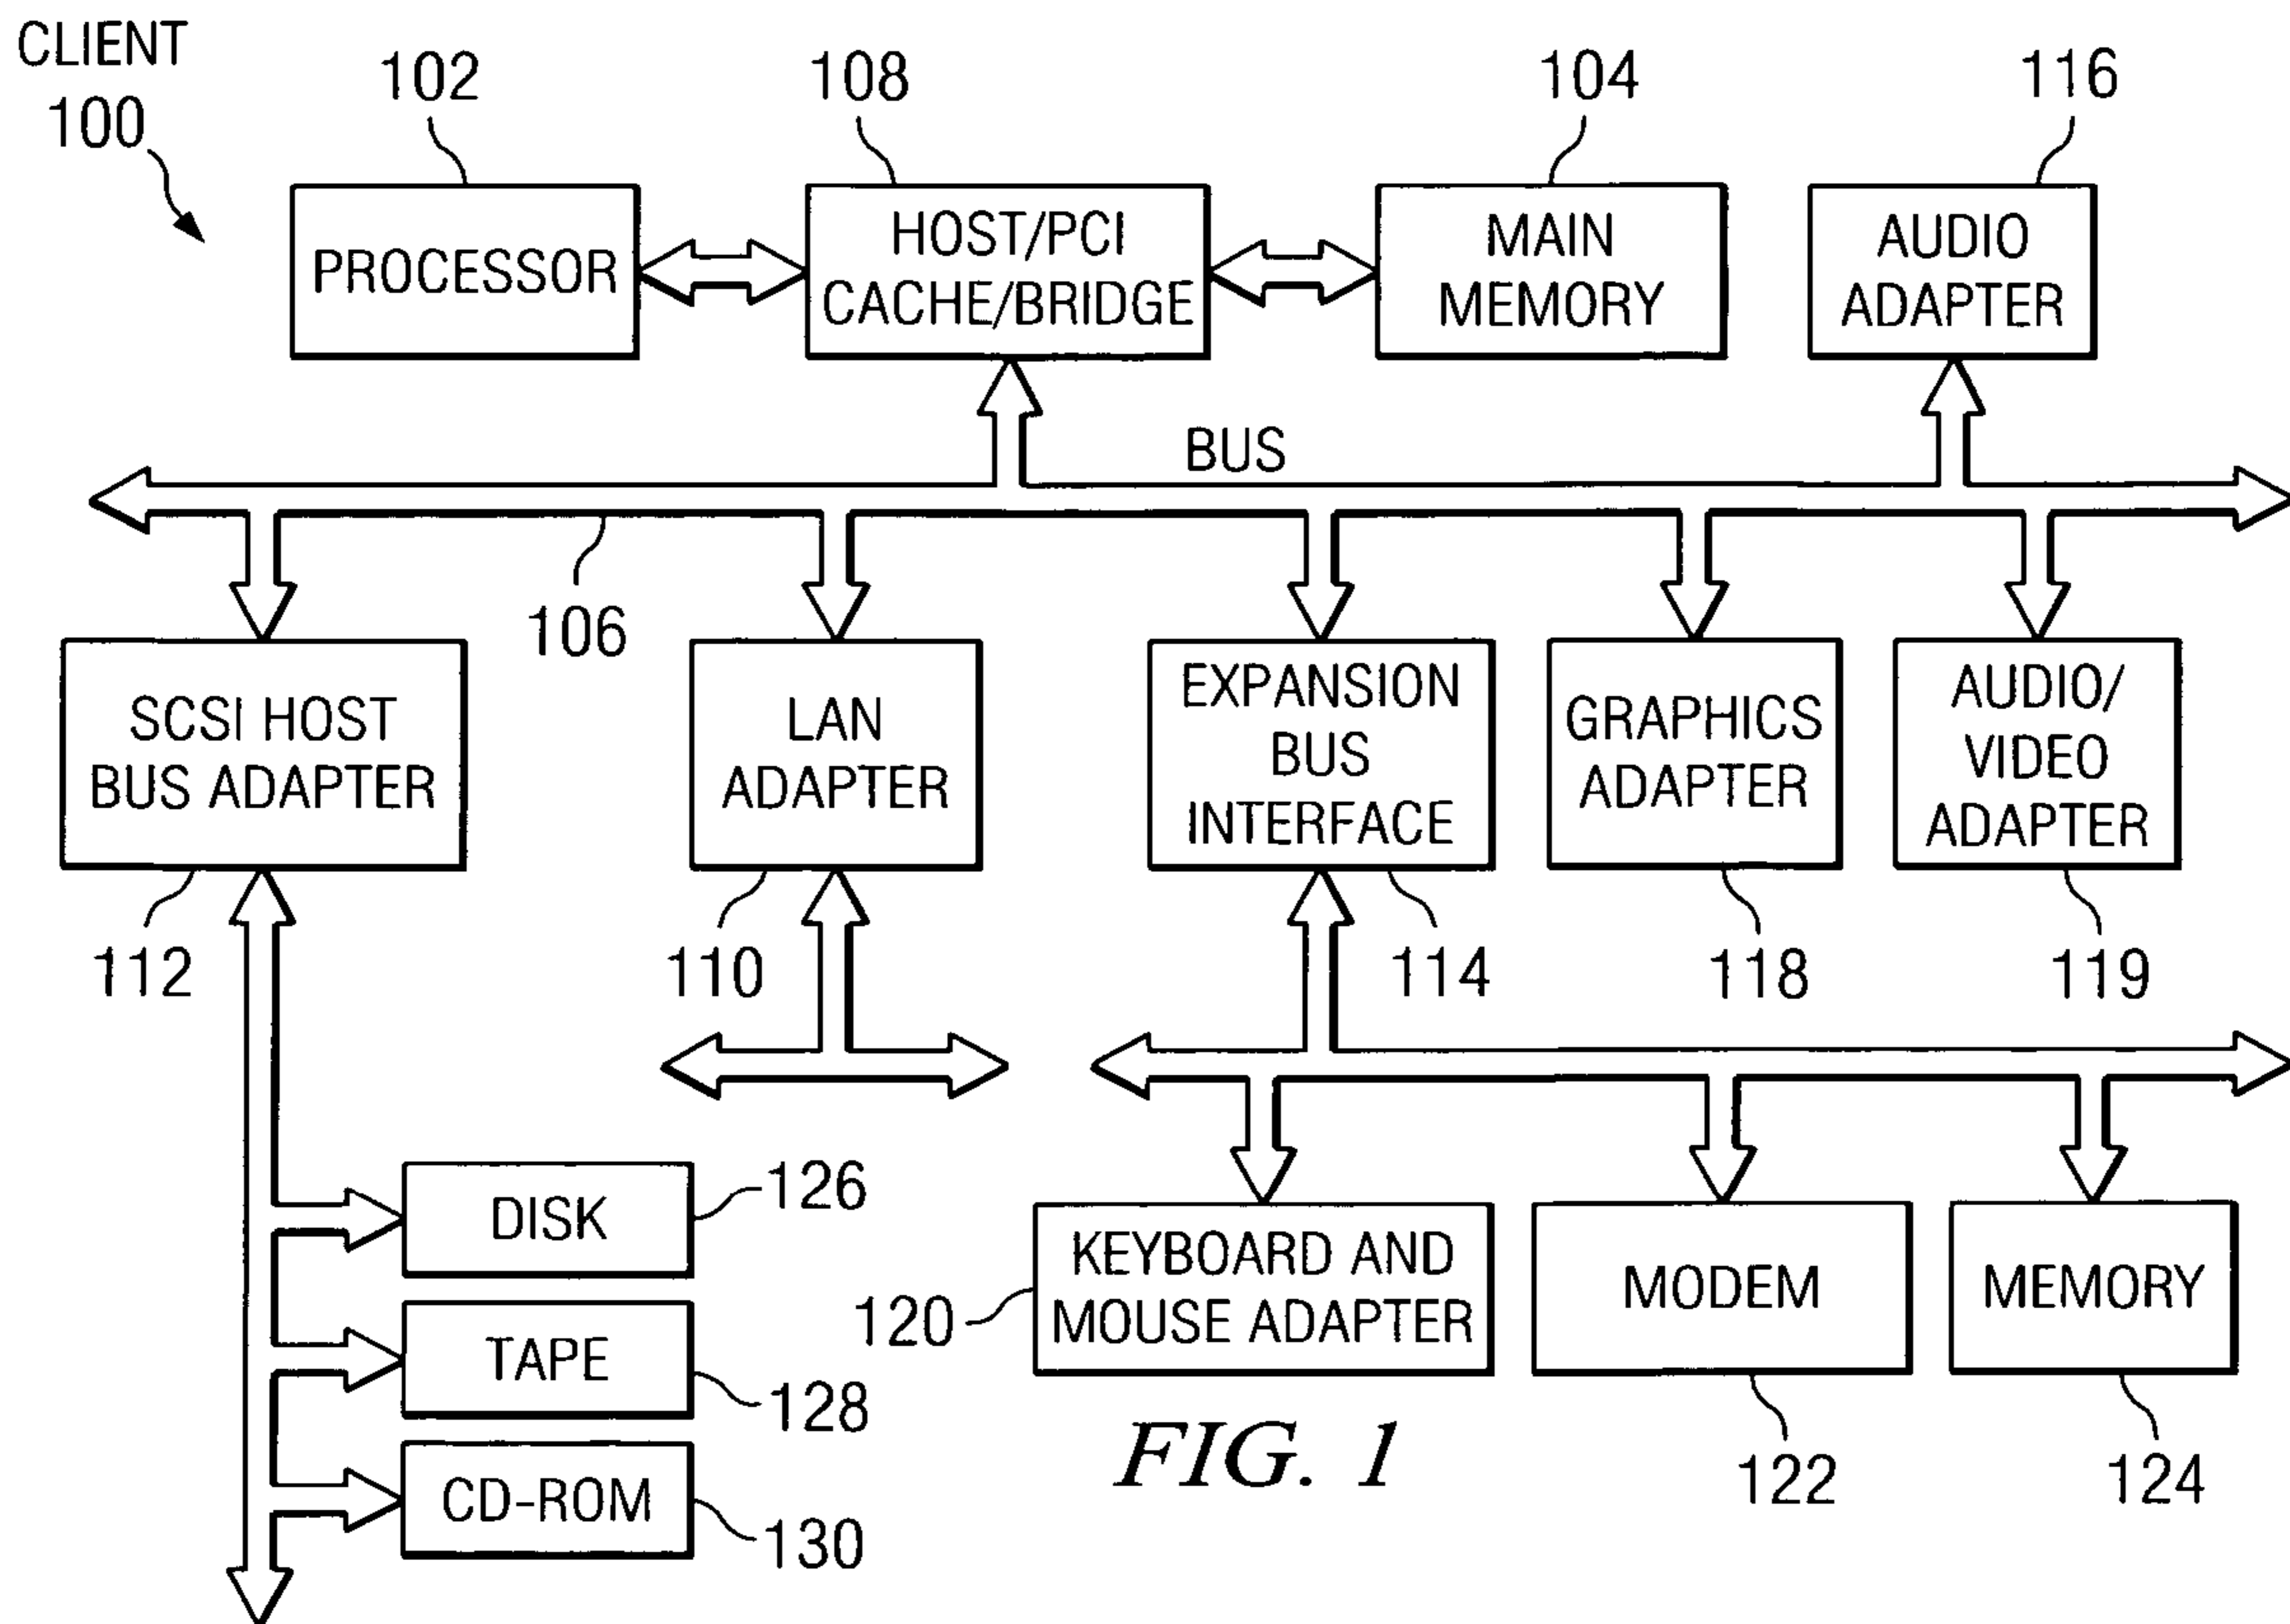 CLIENT
100
102
108
104
116
PROCESSOR
HOST/PCI
CACHE/BRIDGE
MAIN
MEMORY
AUDIO
ADAPTER
BUS
106
SCSI HOST
BUS ADAPTER
LAN
ADAPTER
EXPANSION
BUS
INTERFACE
GRAPHICS
ADAPTER
AUDIO/
VIDEO
ADAPTER
112
110
114
118
119
DISK
126
TAPE
128
CD-ROM
130
KEYBOARD AND
MOUSE ADAPTER
120
MODEM
MEMORY
122
124
FIG. 1